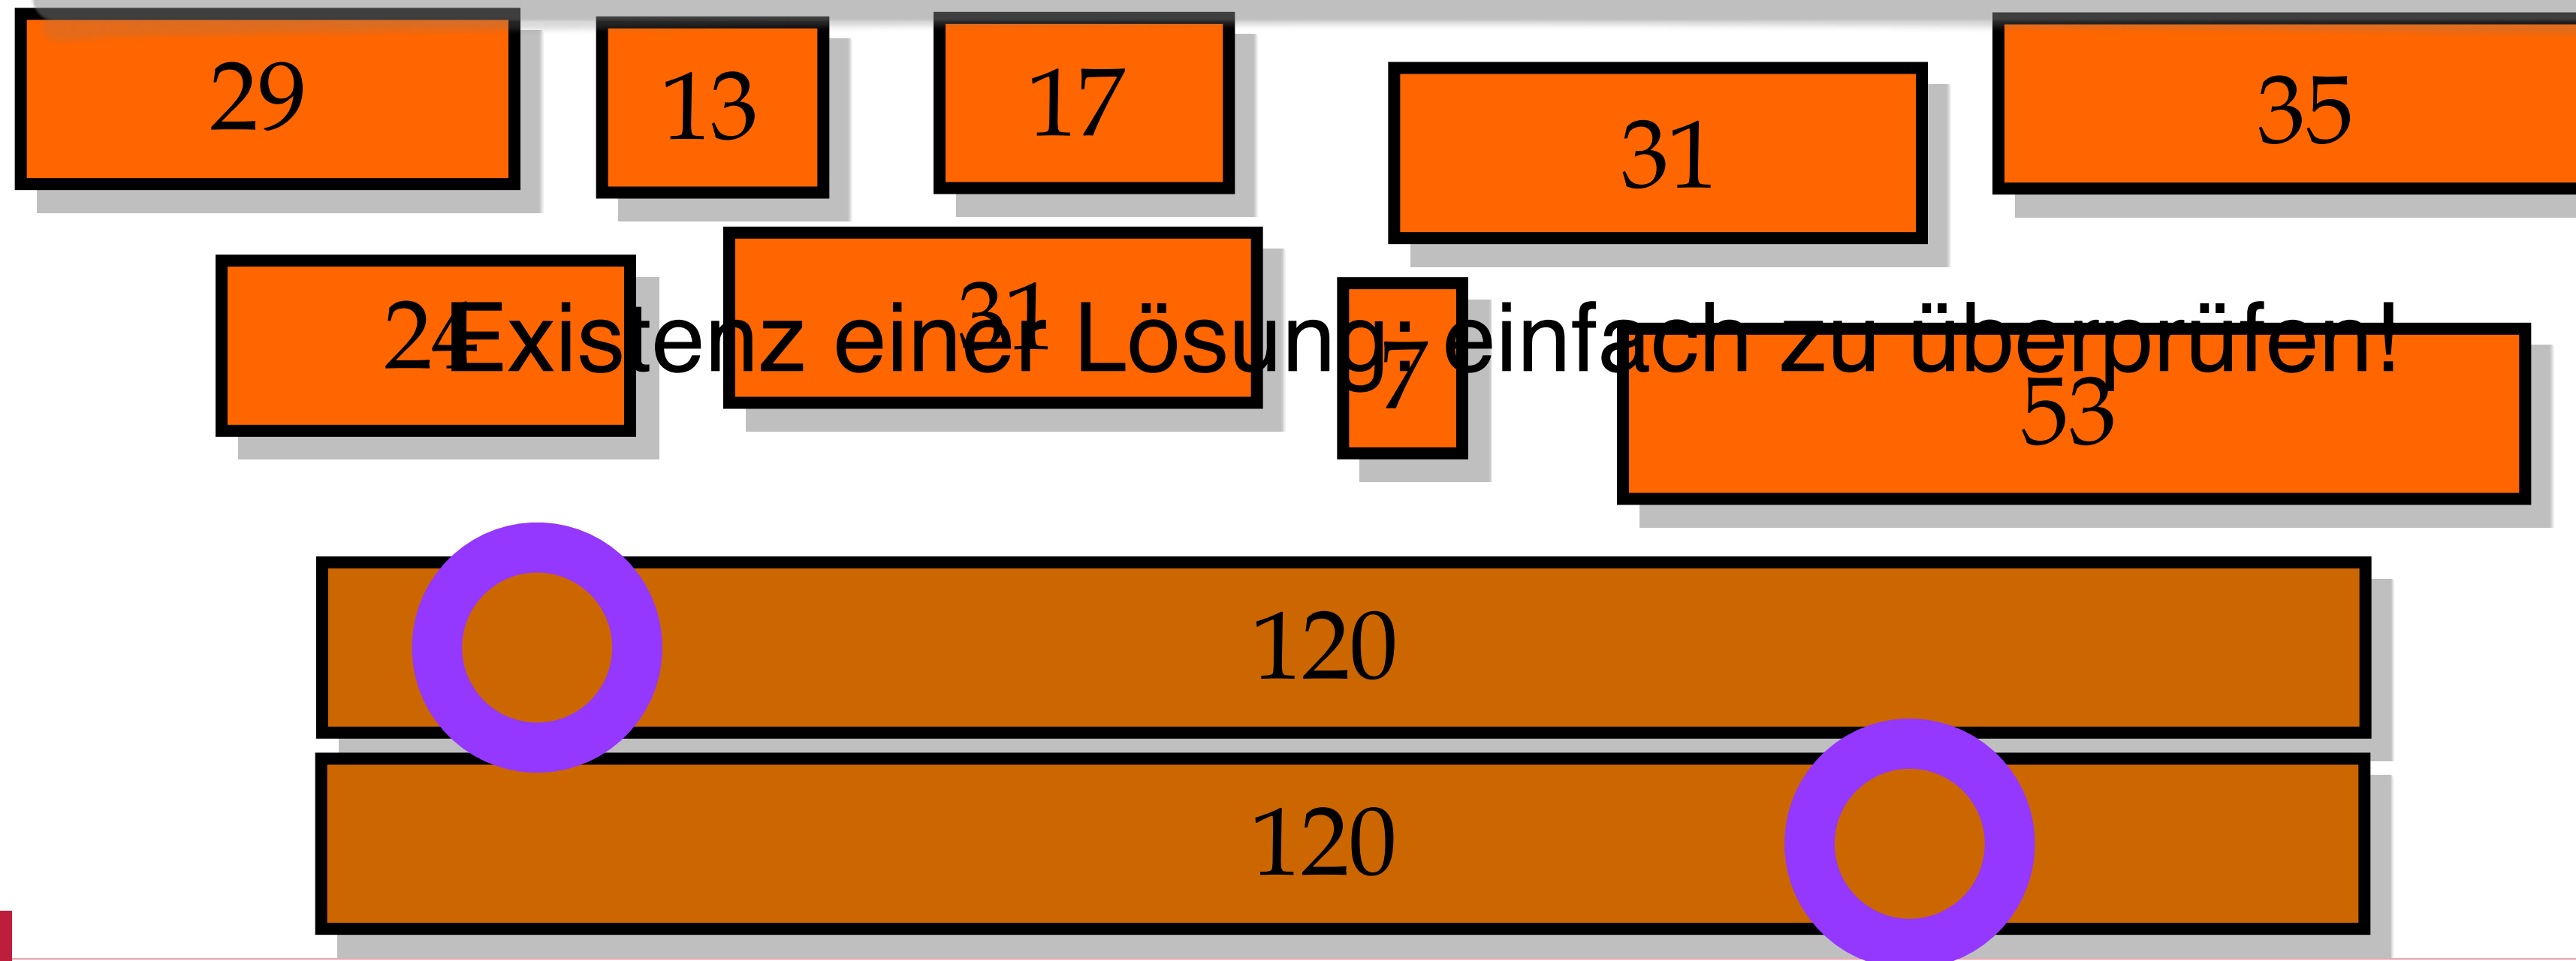 29 13 17 31 35
24 31 7 53
Existenz einer Lösung: einfach zu überprüfen!
120
120